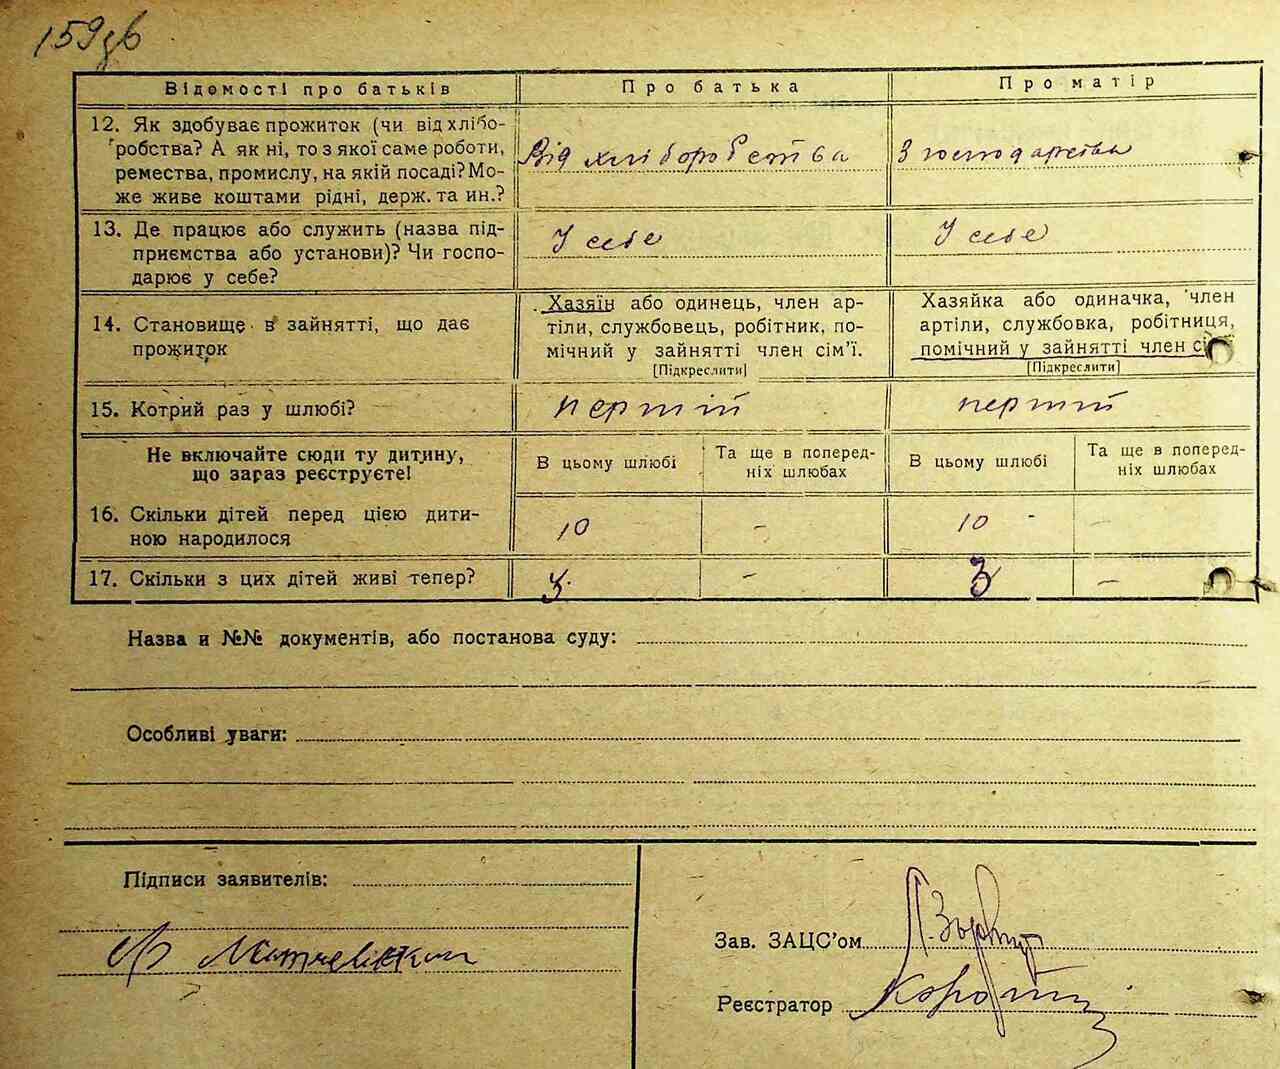 159зв
Відомості про батьків
Про батька
Про матір
12. Як здобуває прожиток (чи від хлібо-
робства? А як ні, то з якої саме роботи,
ремества, промислу, на якій посаді? Мо-
же живе коштами рідні, держ. та ин.?
Від хліборобства
З господарства
13. Де працює або служить (назва під-
приємства або установи)? Чи госпо-
дарює у себе?
У себе
У себе
14. Становище в зайнятті, що дає
прожиток
Хазяїн або одинець, член ар-
тіли, службовець, робітник, по-
мічний у зайнятті член сім’ї.
[Підкреслити]
Хазяйка або одиначка, член
артіли, службовка, робітниця,
помічний у зайнятті член сі
[Підкреслити]
15. Котрий раз у шлюбі?
перший
перший
Не включайте сюди ту дитину,
що зараз реєструєте!
В цьому шлюбі
Та ще в поперед-
ніх шлюбах
В цьому шлюбі
Та ще в поперед-
ніх шлюбах
16. Скільки дітей перед цією дити-
ною народилося
10
-
10 -
-
17. Скільки з цих дітей живі тепер?
3
-
3
-
Назва и №№ документів, або постанова суду:
Особливі уваги:
Підписи заявителів:
Зав. ЗАЦС’ом
Реєстратор